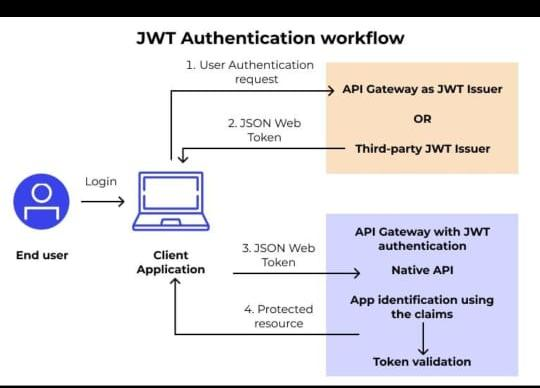 JWT Authentication workflow
1. User Authentication
request
API Gateway as JWT Issuer
OR
2. JSON Web
Token
Third-party JWT Issuer
Login
End user
Client
Application
3. JSON Web
Token
API Gateway with JWT
authentication
Native API
App identification using
the claims
4. Protected
resource
Token validation